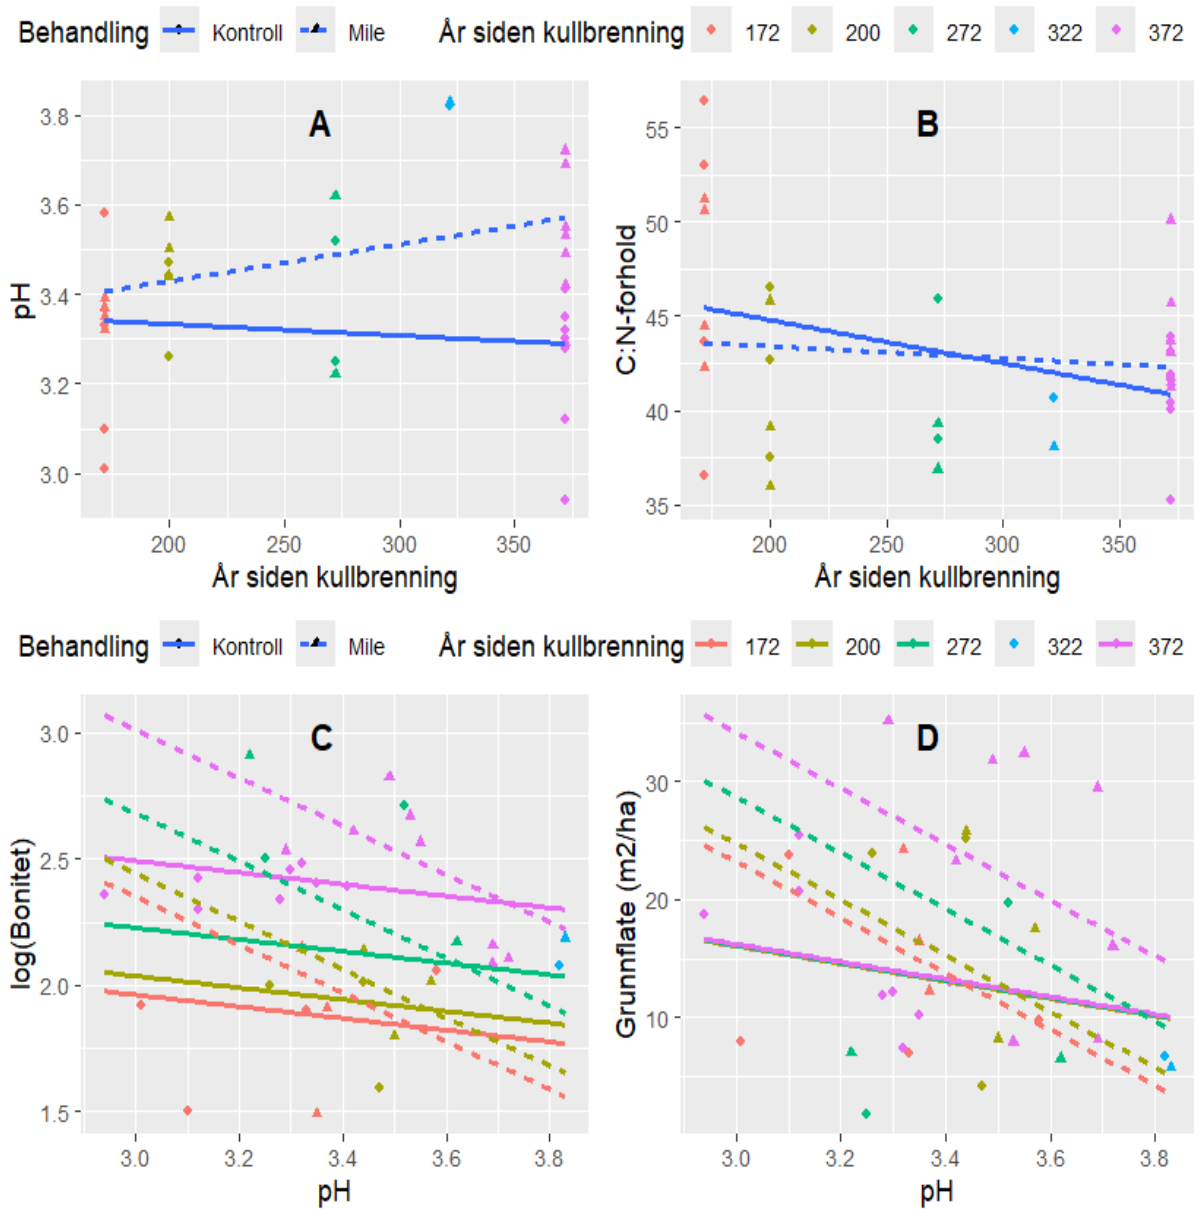 Behandling Kontroll Mile År siden kullbrenning 172 200 272 322 372
A
3.8
3.6
3.4
3.2
3.0
pH
200 250 300 350
År siden kullbrenning
B
55
50
45
40
35
C:N-forhold
200 250 300 350
År siden kullbrenning
Behandling Kontroll Mile År siden kullbrenning 172 200 272 322 372
C
3.0
2.5
2.0
1.5
log(Bonitet)
3.0 3.2 3.4 3.6 3.8
pH
D
30
20
10
Grunnflate (m2/ha)
3.0 3.2 3.4 3.6 3.8
pH